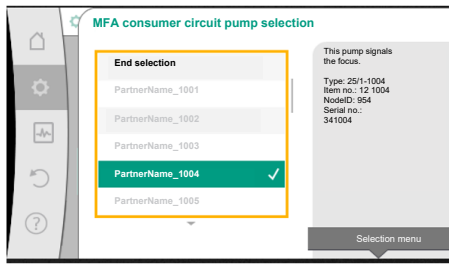 MFA consumer circuit pump selection
End selection
PartnerName_1001
PartnerName_1002
PartnerName_1003
PartnerName_1004
PartnerName_1005
This pump signals
the focus.
Type: 25/1-1004
Item no.: 12 1004
NodeID: 954
Serial no.:
341004
Selection menu